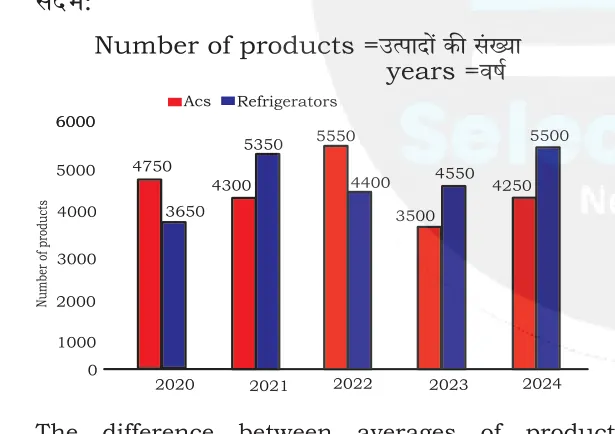 संदर्भ:
Number of products =उत्पादों की संख्या
years =वर्ष
Acs Refrigerators
6000
5000
4000
3000
2000
1000
0
Number of products
4750
3650
4300
5350
5550
4400
3500
4550
4250
5500
2020 2021 2022 2023 2024
The difference between averages of product